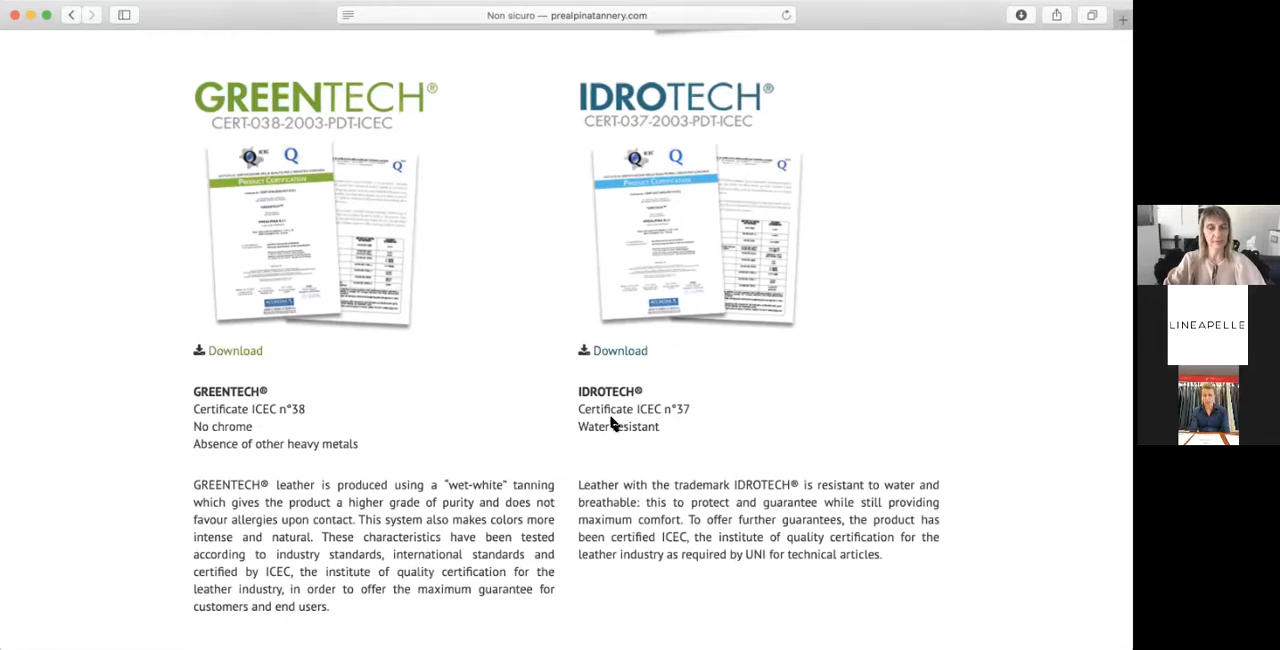 Non sicuro — prealpinatannery.com
GREENTECH®
CERT-038-2003-PDT-ICEC
PRODUCT CERTIFICATION
Download
GREENTECH®
Certificate ICEC n°38
No chrome
Absence of other heavy metals
GREENTECH® leather is produced using a "wet-white" tanning
which gives the product a higher grade of purity and does not
favour allergies upon contact. This system also makes colors more
intense and natural. These characteristics have been tested
according to industry standards, international standards and
certified by ICEC, the institute of quality certification for the
leather industry, in order to offer the maximum guarantee for
customers and end users.
IDROTECH®
CERT-037-2003-PDT-ICEC
PRODUCT CERTIFICATION
Download
IDROTECH®
Certificate ICEC n°37
Water resistant
Leather with the trademark IDROTECH® is resistant to water and
breathable: this to protect and guarantee while still providing
maximum comfort. To offer further guarantees, the product has
been certified ICEC, the institute of quality certification for the
leather industry as required by UNI for technical articles.
LINEAPELLE